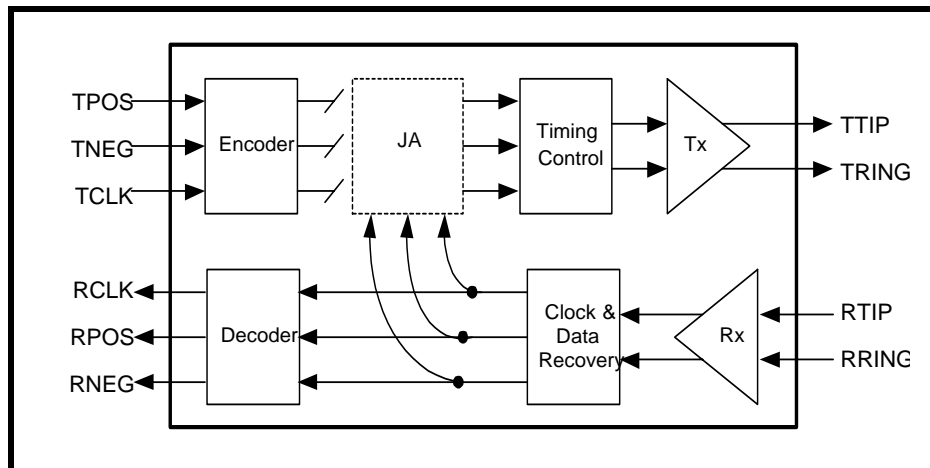 TPOS
TNEG
TCLK
Encoder
JA
Timing
Control
Tx
TTIP
TRING
RCLK
RPOS
RNEG
Decoder
Clock &
Data
Recovery
Rx
RTIP
RRING